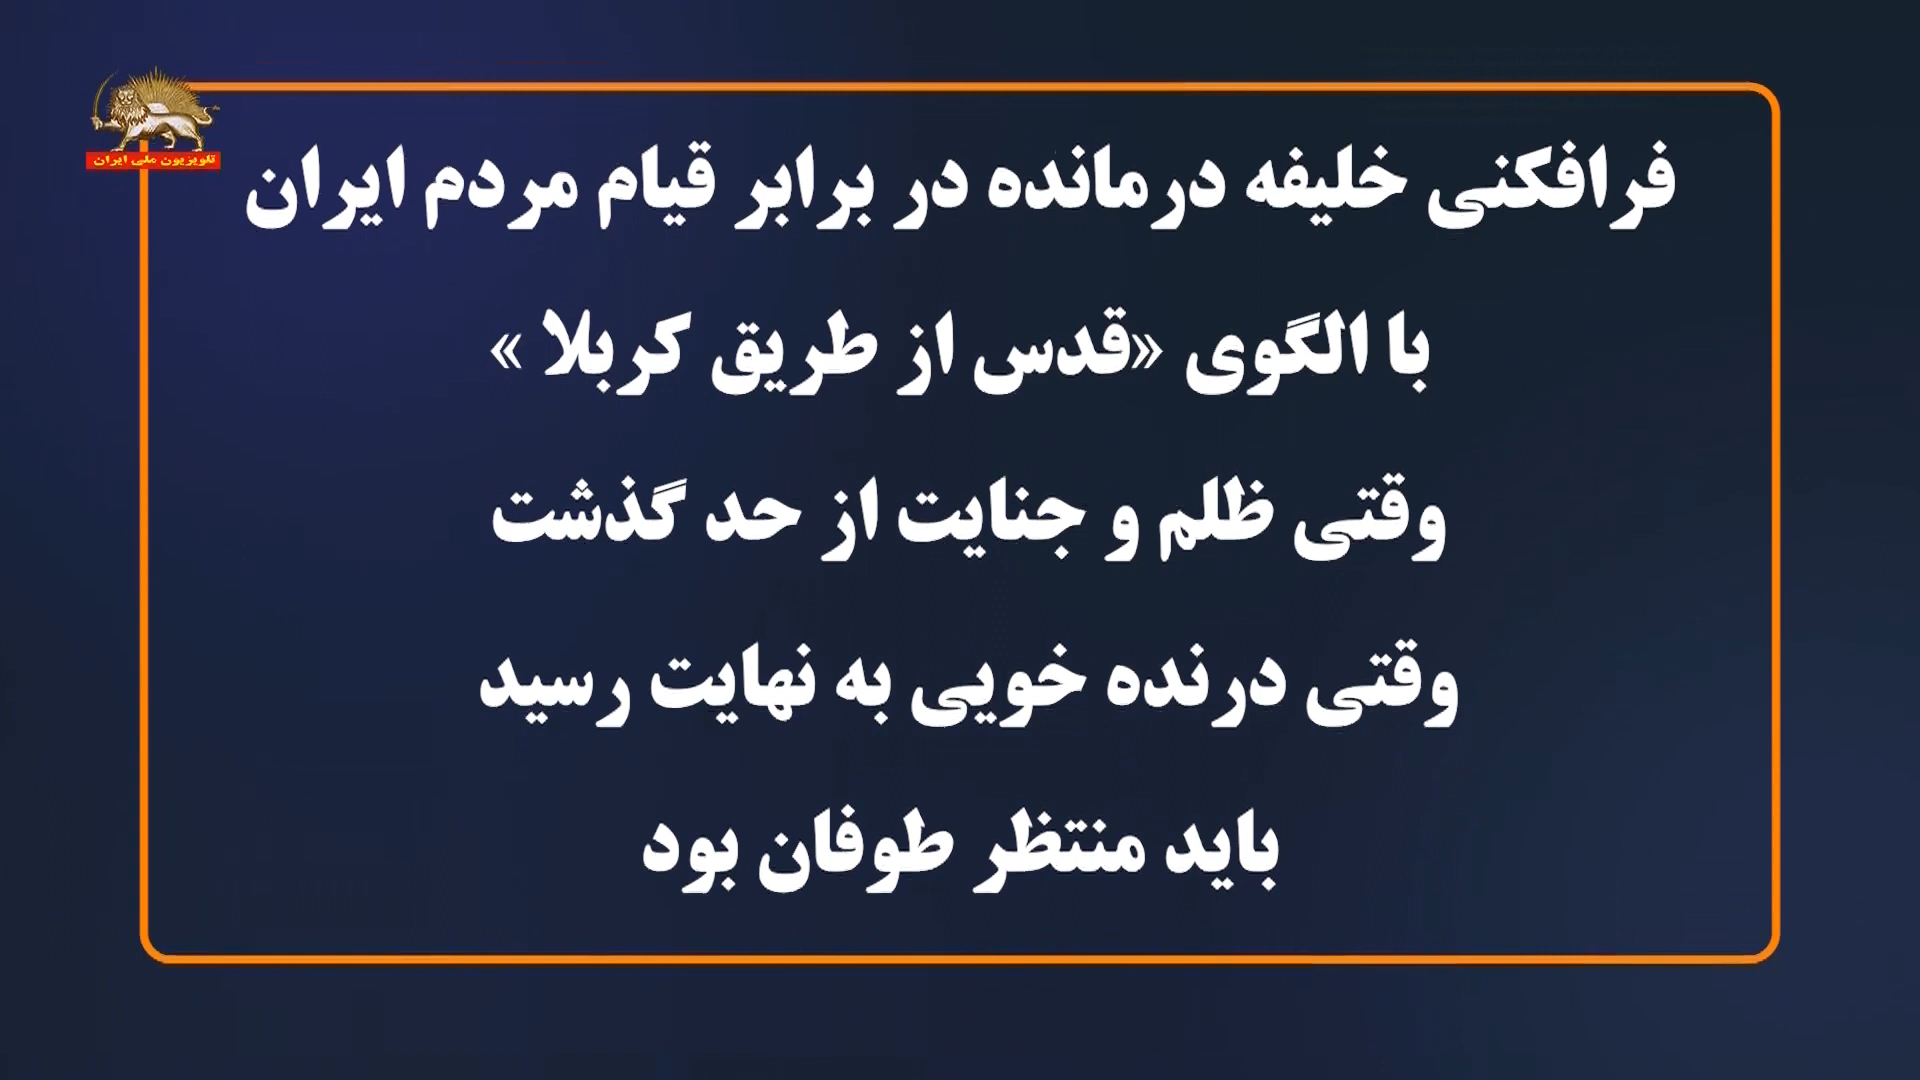 تلویزیون ملی ایران
فرافکنی خلیفه درمانده در برابر قیام مردم ایران
با الگوی «قدس از طریق کربلا »
وقتی ظلم و جنایت از حد گذشت
وقتی درنده خویی به نهایت رسید
باید منتظر طوفان بود